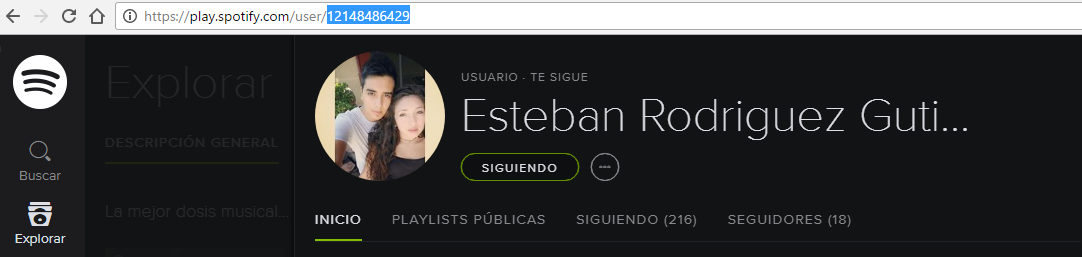 https://play.spotify.com/user/12148486429
Explorar
USUARIO · TE SIGUE
Esteban Rodriguez Guti...
DESCRIPCIÓN GENERAL
SIGUIENDO
Buscar
La mejor dosis musical...
INICIO
PLAYLISTS PÚBLICAS
SIGUIENDO (216)
SEGUIDORES (18)
Explorar